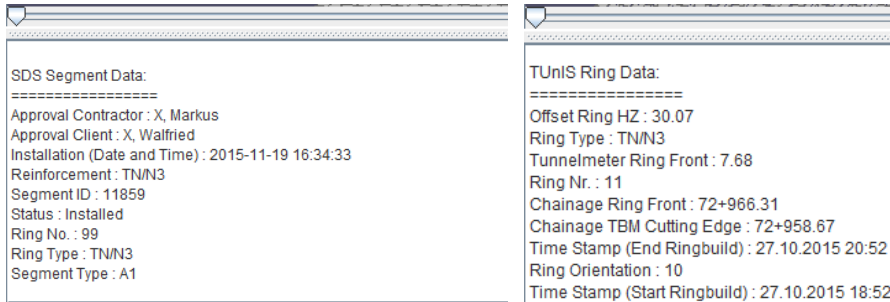 SDS Segment Data:
=================
Approval Contractor : X, Markus
Approval Client : X, Walfried
Installation (Date and Time) : 2015-11-19 16:34:33
Reinforcement : TN/N3
Segment ID : 11859
Status : Installed
Ring No. : 99
Ring Type : TN/N3
Segment Type : A1
TUnIS Ring Data:
================
Offset Ring HZ : 30.07
Ring Type : TN/N3
Tunnelmeter Ring Front : 7.68
Ring Nr. : 11
Chainage Ring Front : 72+966.31
Chainage TBM Cutting Edge : 72+958.67
Time Stamp (End Ringbuild) : 27.10.2015 20:52
Ring Orientation : 10
Time Stamp (Start Ringbuild) : 27.10.2015 18:52